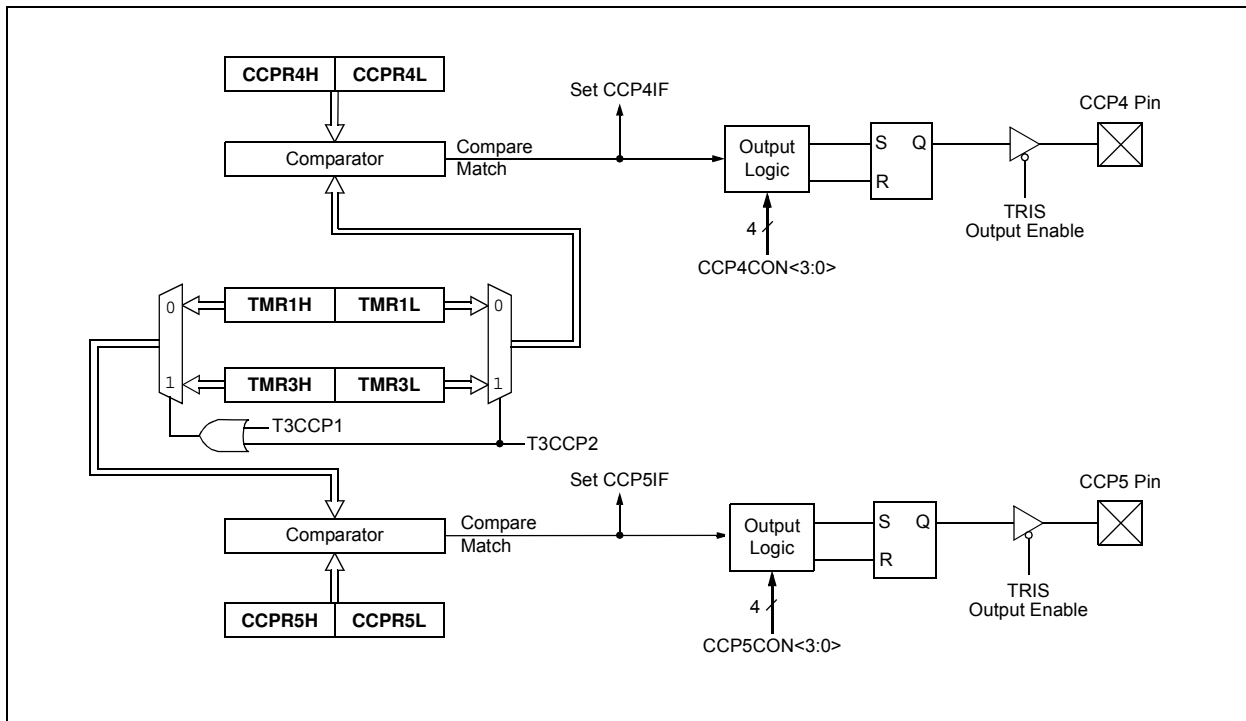 CCPR4H CCPR4L
Set CCP4IF
CCP4 Pin
Comparator
Compare
Match
Output
Logic
S Q
R
TRIS
Output Enable
4
CCP4CON<3:0>
0 TMR1H TMR1L 0
1 TMR3H TMR3L 1
T3CCP1
T3CCP2
Set CCP5IF
CCP5 Pin
Comparator
Compare
Match
Output
Logic
S Q
R
TRIS
Output Enable
4
CCPR5H CCPR5L
CCP5CON<3:0>